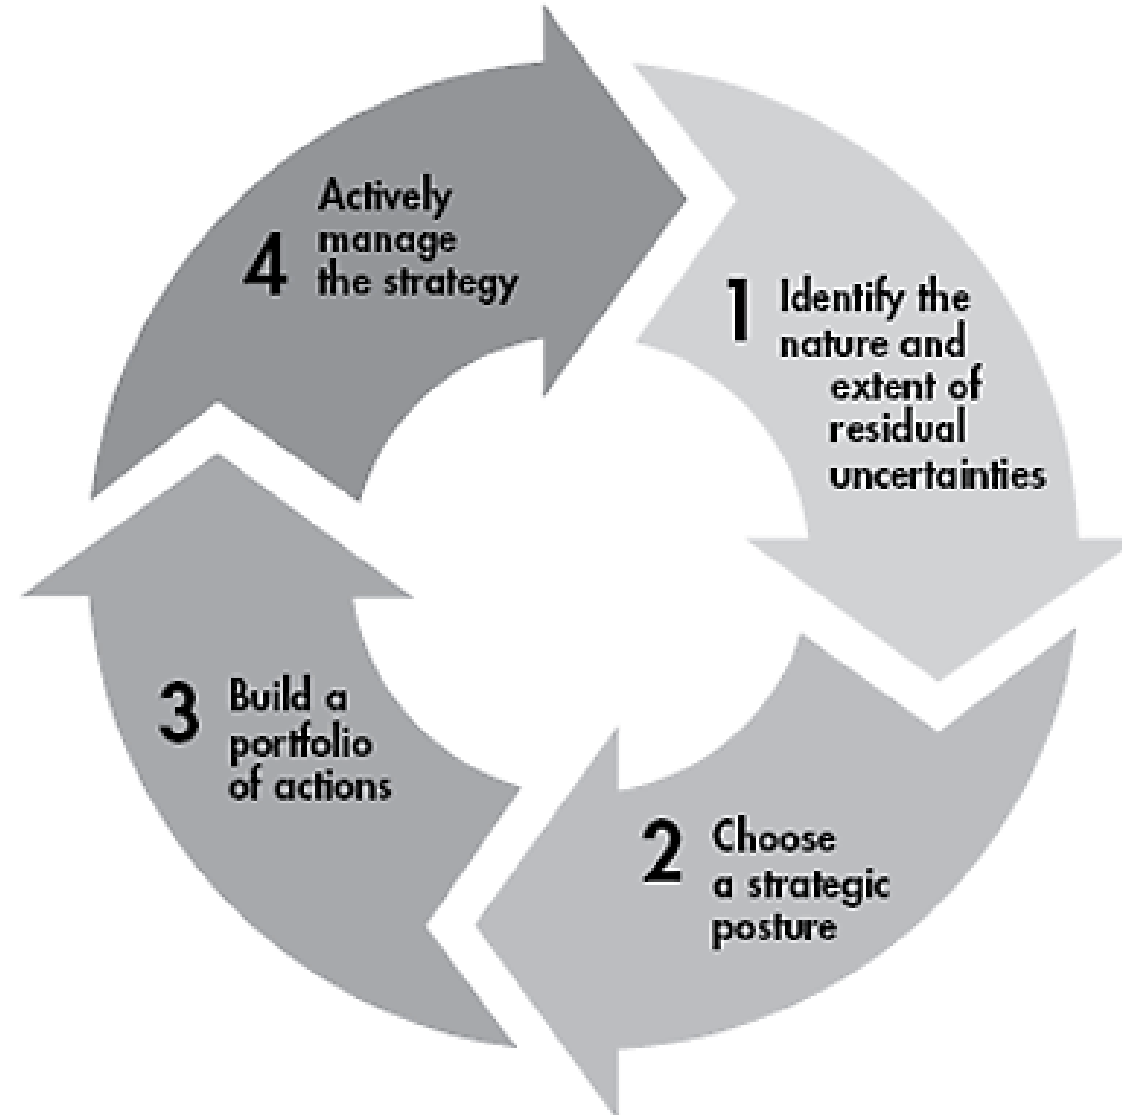 1 Identify the
nature and
extent of
residual
uncertainties
2 Choose
a strategic
posture
3 Build a
portfolio
of actions
4 Actively
manage
the strategy